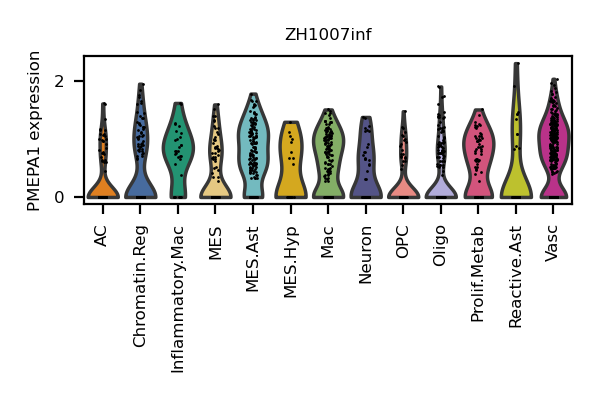 ZH1007inf
PMEPA1 expression
2
0
AC
Chromatin.Reg
Inflammatory.Mac
MES
MES.Ast
MES.Hyp
Mac
Neuron
OPC
Oligo
Prolif.Metab
Reactive.Ast
Vasc